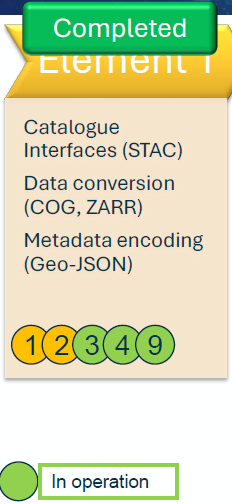 Completed
Element 1
Catalogue
Interfaces (STAC)
Data conversion
(COG, ZARR)
Metadata encoding
(Geo-JSON)
1 2 3 4 9
In operation